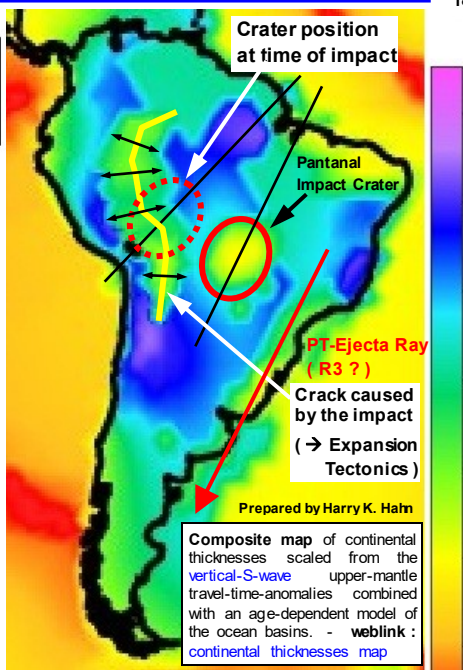 Crater position
at time of impact
Pantanal
Impact Crater
PT-Ejecta Ray
( R3 ? )
Crack caused
by the impact
( → Expansion
Tectonics )
Prepared by Harry K. Hahn
Composite map of continental
thicknesses scaled from the
vertical-S-wave upper-mantle
travel-time-anomalies combined
with an age-dependent model of
the ocean basins. - weblink :
continental thicknesses map